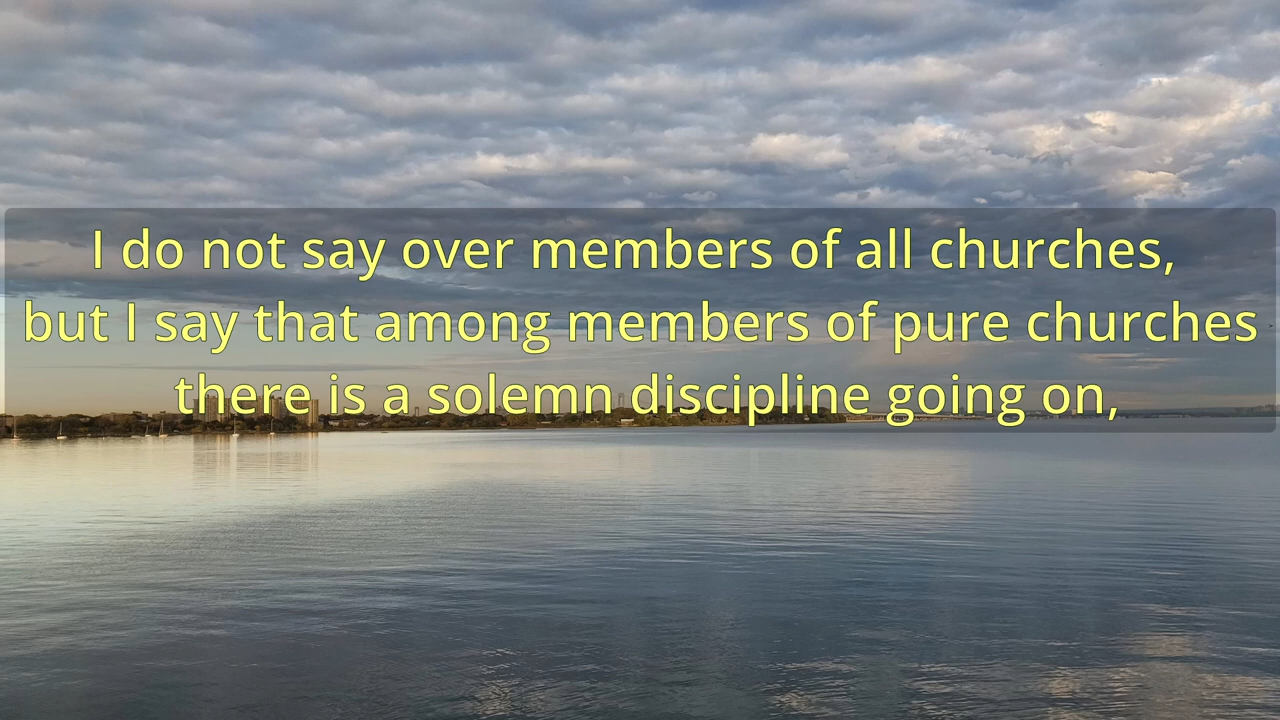 I do not say over members of all churches,
but I say that among members of pure churches
there is a solemn discipline going on,